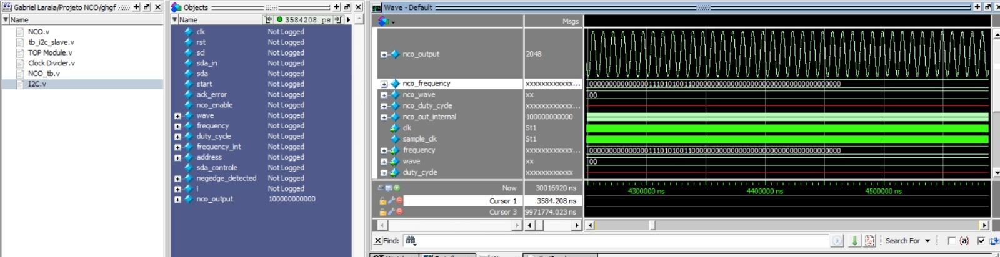 Gabriel Laraia/Projeto NCO/ghgf
Name
NCO.v
tb_i2c_slave.v
TOP Module.v
Clock Divider.v
NCO_tb.v
I2C.v
Objects
Name 3584208 ps
clk Not Logged
rst Not Logged
scl Not Logged
sda_in Not Logged
sda Not Logged
start Not Logged
ack_error Not Logged
nco_enable Not Logged
wave Not Logged
frequency Not Logged
duty_cycle Not Logged
frequency_int Not Logged
address Not Logged
sda_controle Not Logged
negedge_detected Not Logged
i Not Logged
nco_output 100000000000
Wave - Default
Msgs
nco_output 2048
nco_frequency xxxxxxxxxxxx...
nco_wave xx 00
nco_duty_cycle xxxxxxxxxxxx...
nco_out_internal 100000000000
clk St1
sample_clk St1
frequency xxxxxxxxxxxx...
wave xx 00
duty_cycle xxxxxxxxxxxx
Now 30016920 ns 4300000 ns 4400000 ns 4500000 ns
Cursor 1 3584.208 ns
Cursor 3 9971774.023 ns
Find: Search For {a}